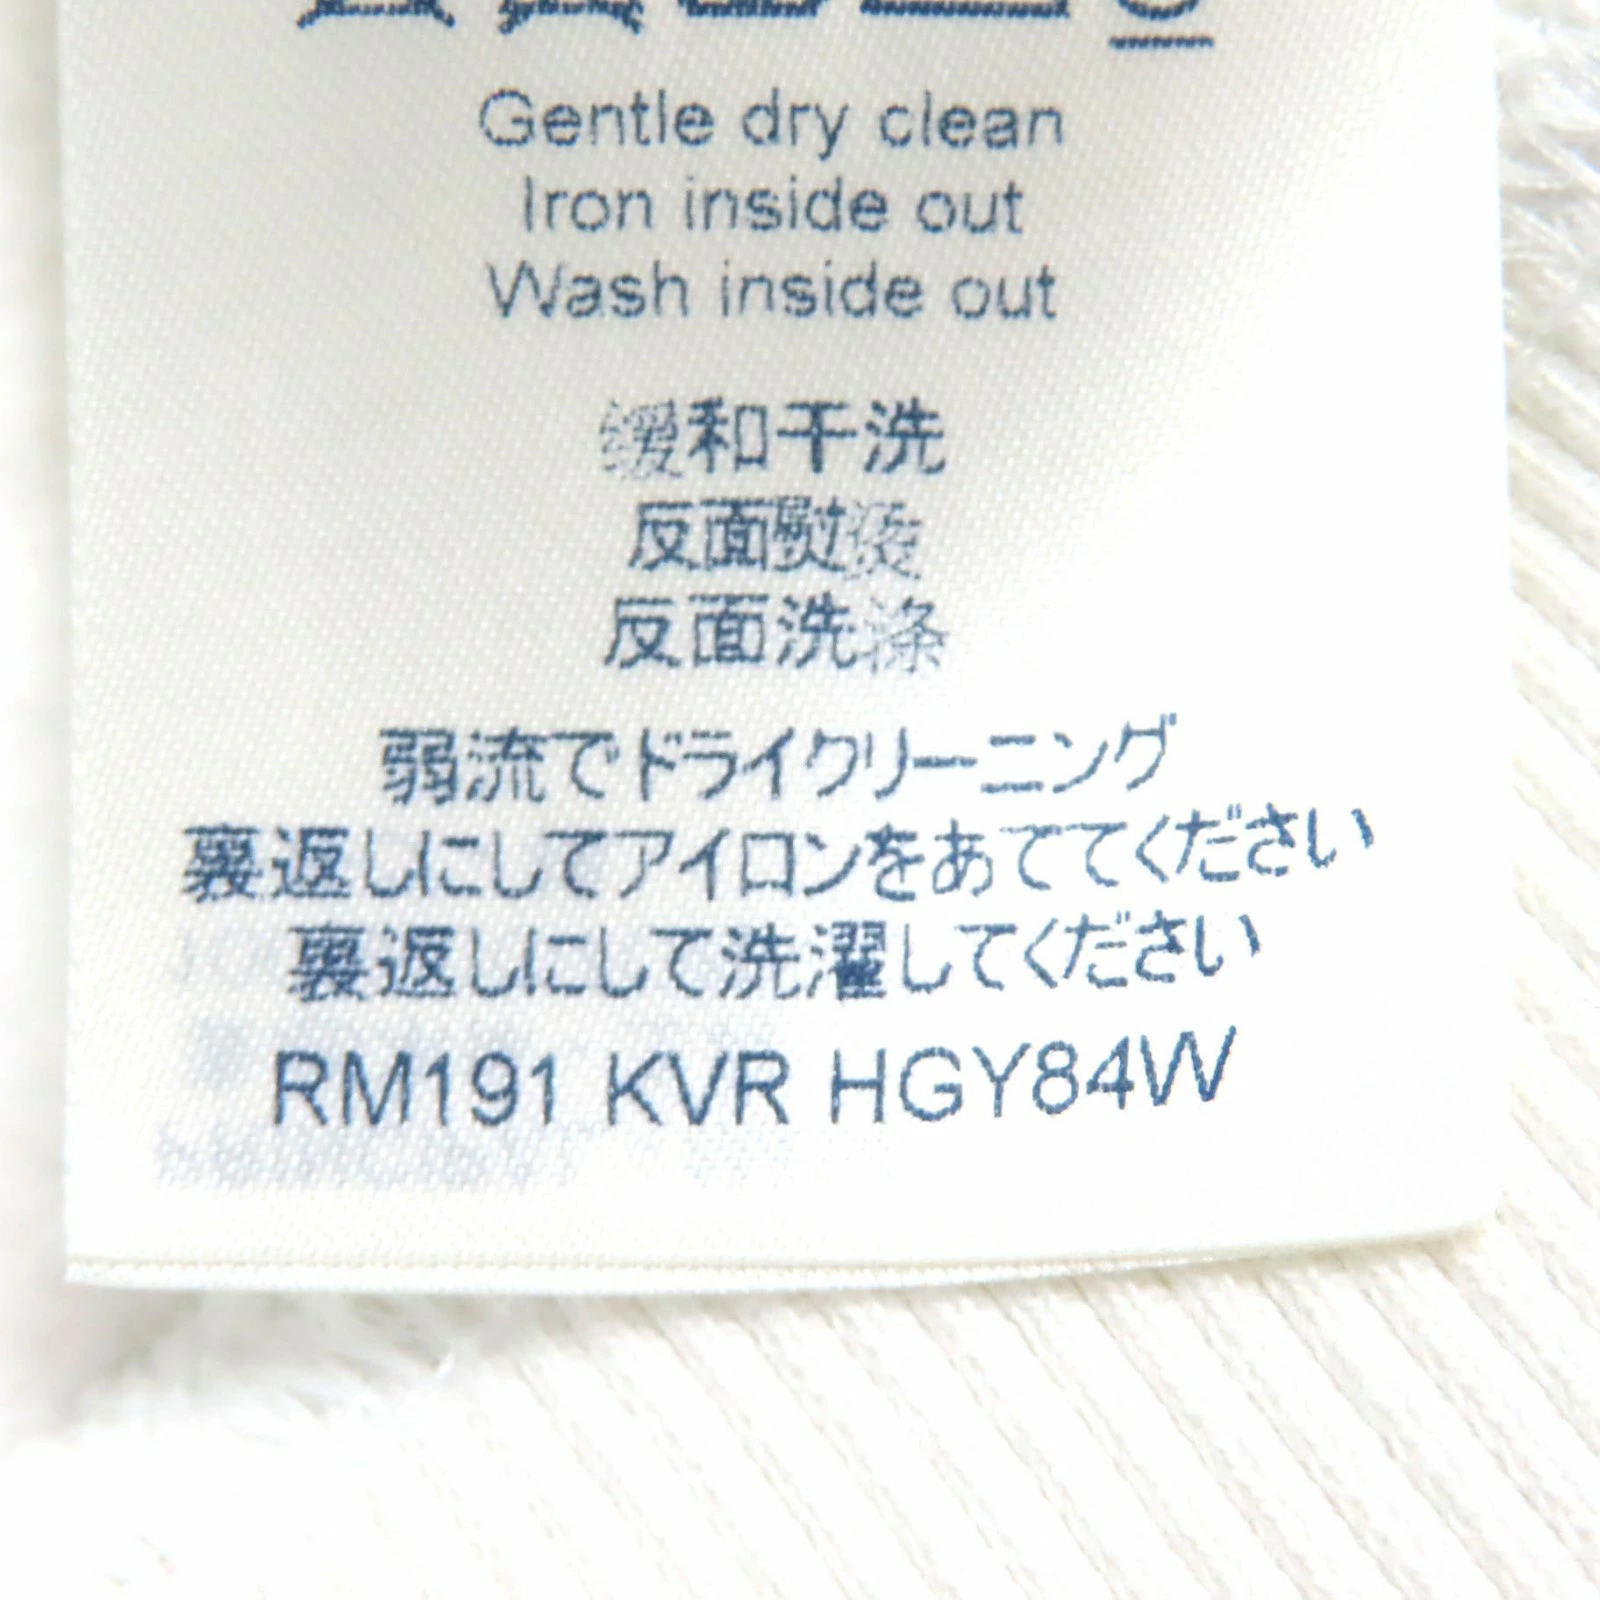 Gentle dry clean
Iron inside out
Wash inside out
缓和干洗
反面熨烫
反面洗涤
弱流でドライクリーニング
裏返しにしてアイロンをあててください
裏返しにして洗濯してください
RM191 KVR HGY84W